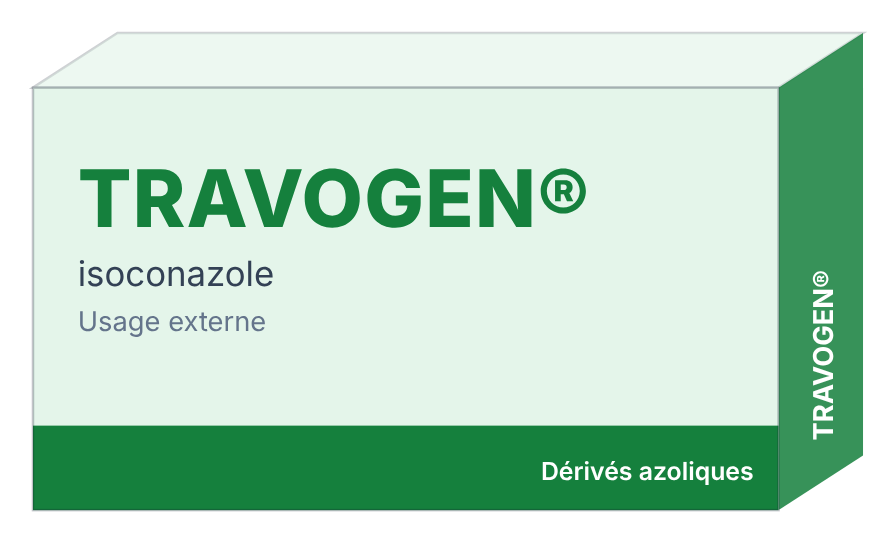 TRAVOGEN®
isoconazole
Usage externe
Dérivés azoliques
TRAVOGEN®